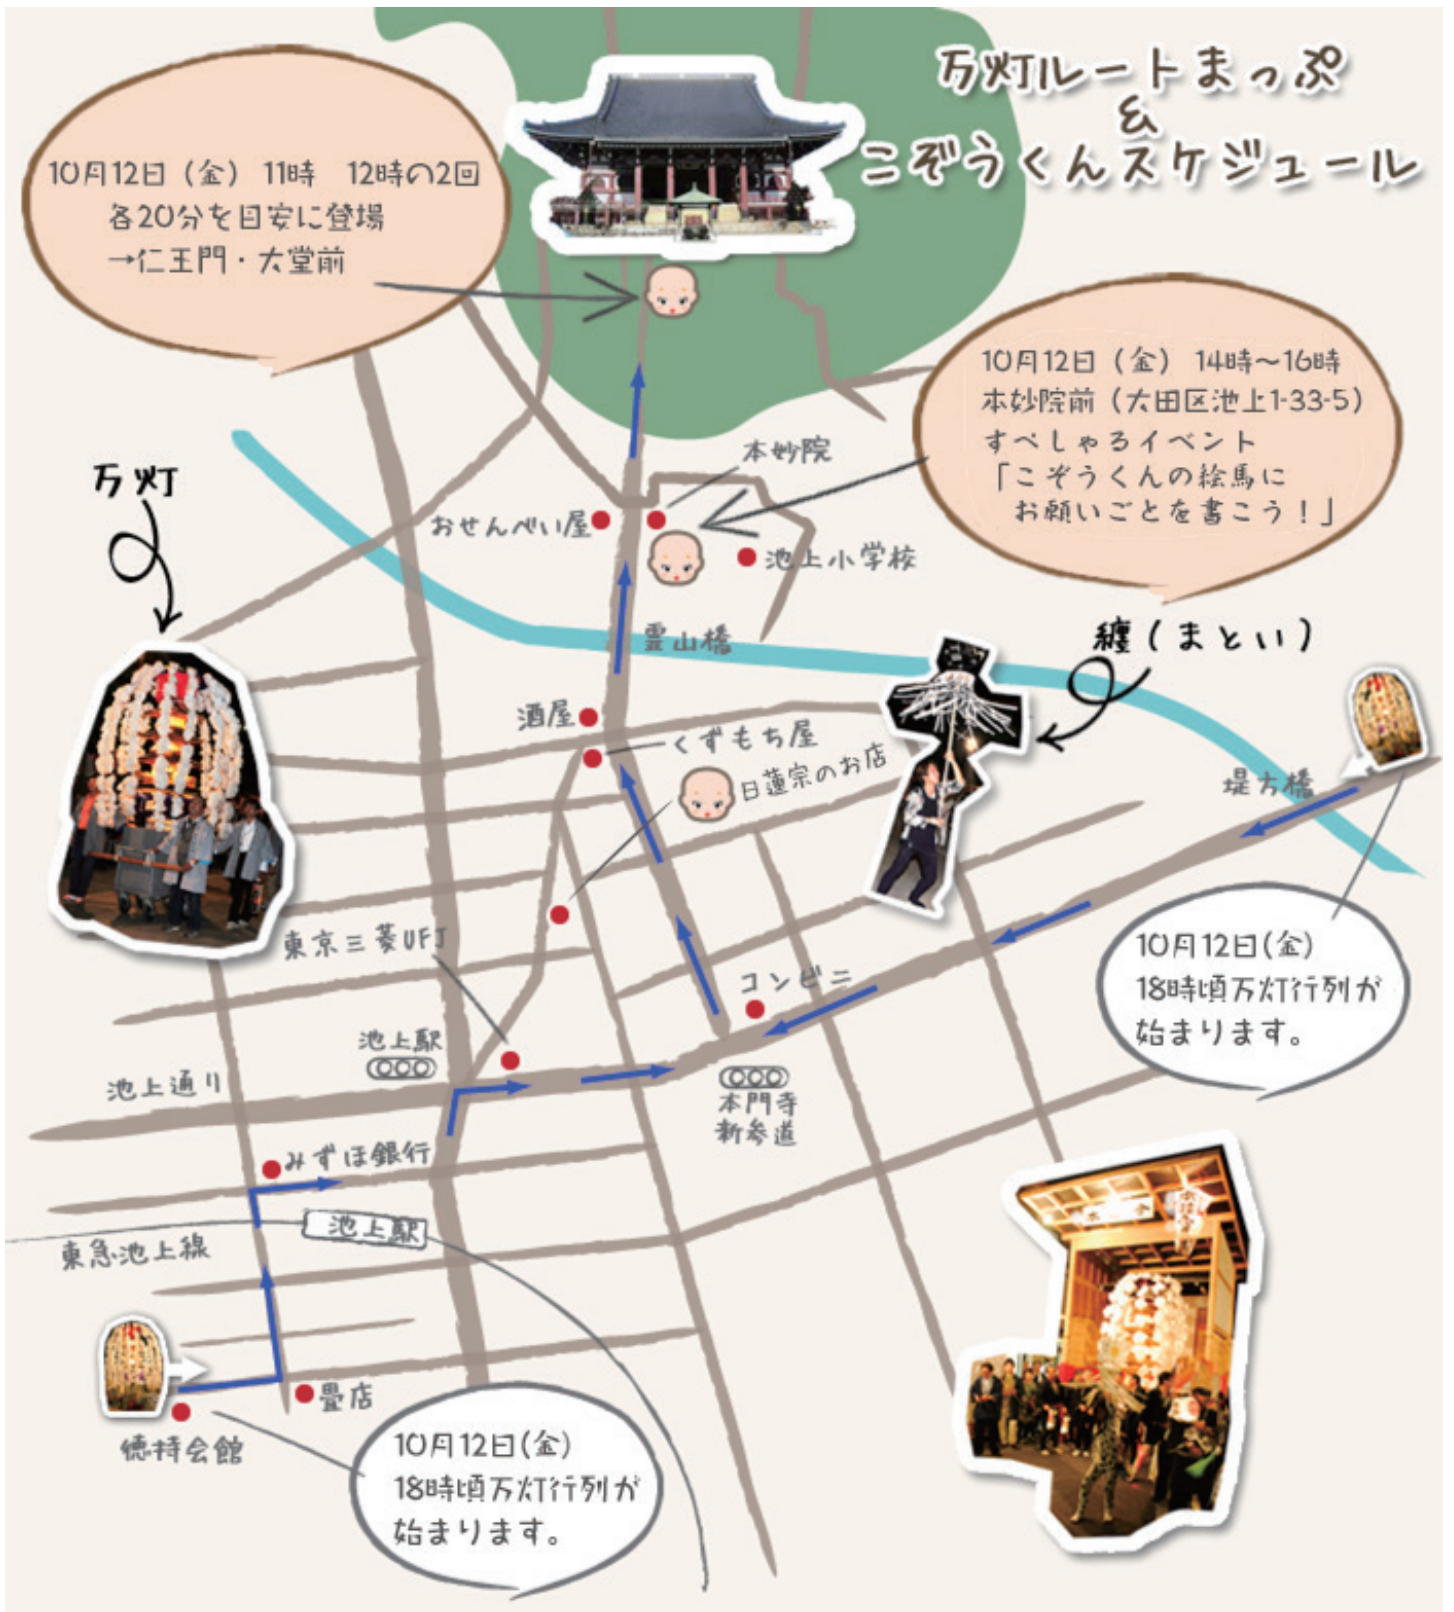 万灯ルートまっぷ
&
こぞうくんスケジュール
10月12日（金） 11時　12時の2回
各20分を目安に登場
→仁王門・大堂前
10月12日（金） 14時～16時
本妙院前（大田区池上1-33-5）
すぺしゃるイベント
「こぞうくんの絵馬に
お願いごとを書こう！」
本妙院
万灯
おせんべい屋
池上小学校
霊山橋
纏(まとい)
酒屋
くずもち屋
日蓮宗のお店
堤方橋
東京三菱UFJ
コンビニ
10月12日(金)
18時頃万灯行列が
始まります。
池上駅
池上通り
本門寺
新参道
みずほ銀行
池上駅
東急池上線
畳店
徳持会館
10月12日(金)
18時頃万灯行列が
始まります。